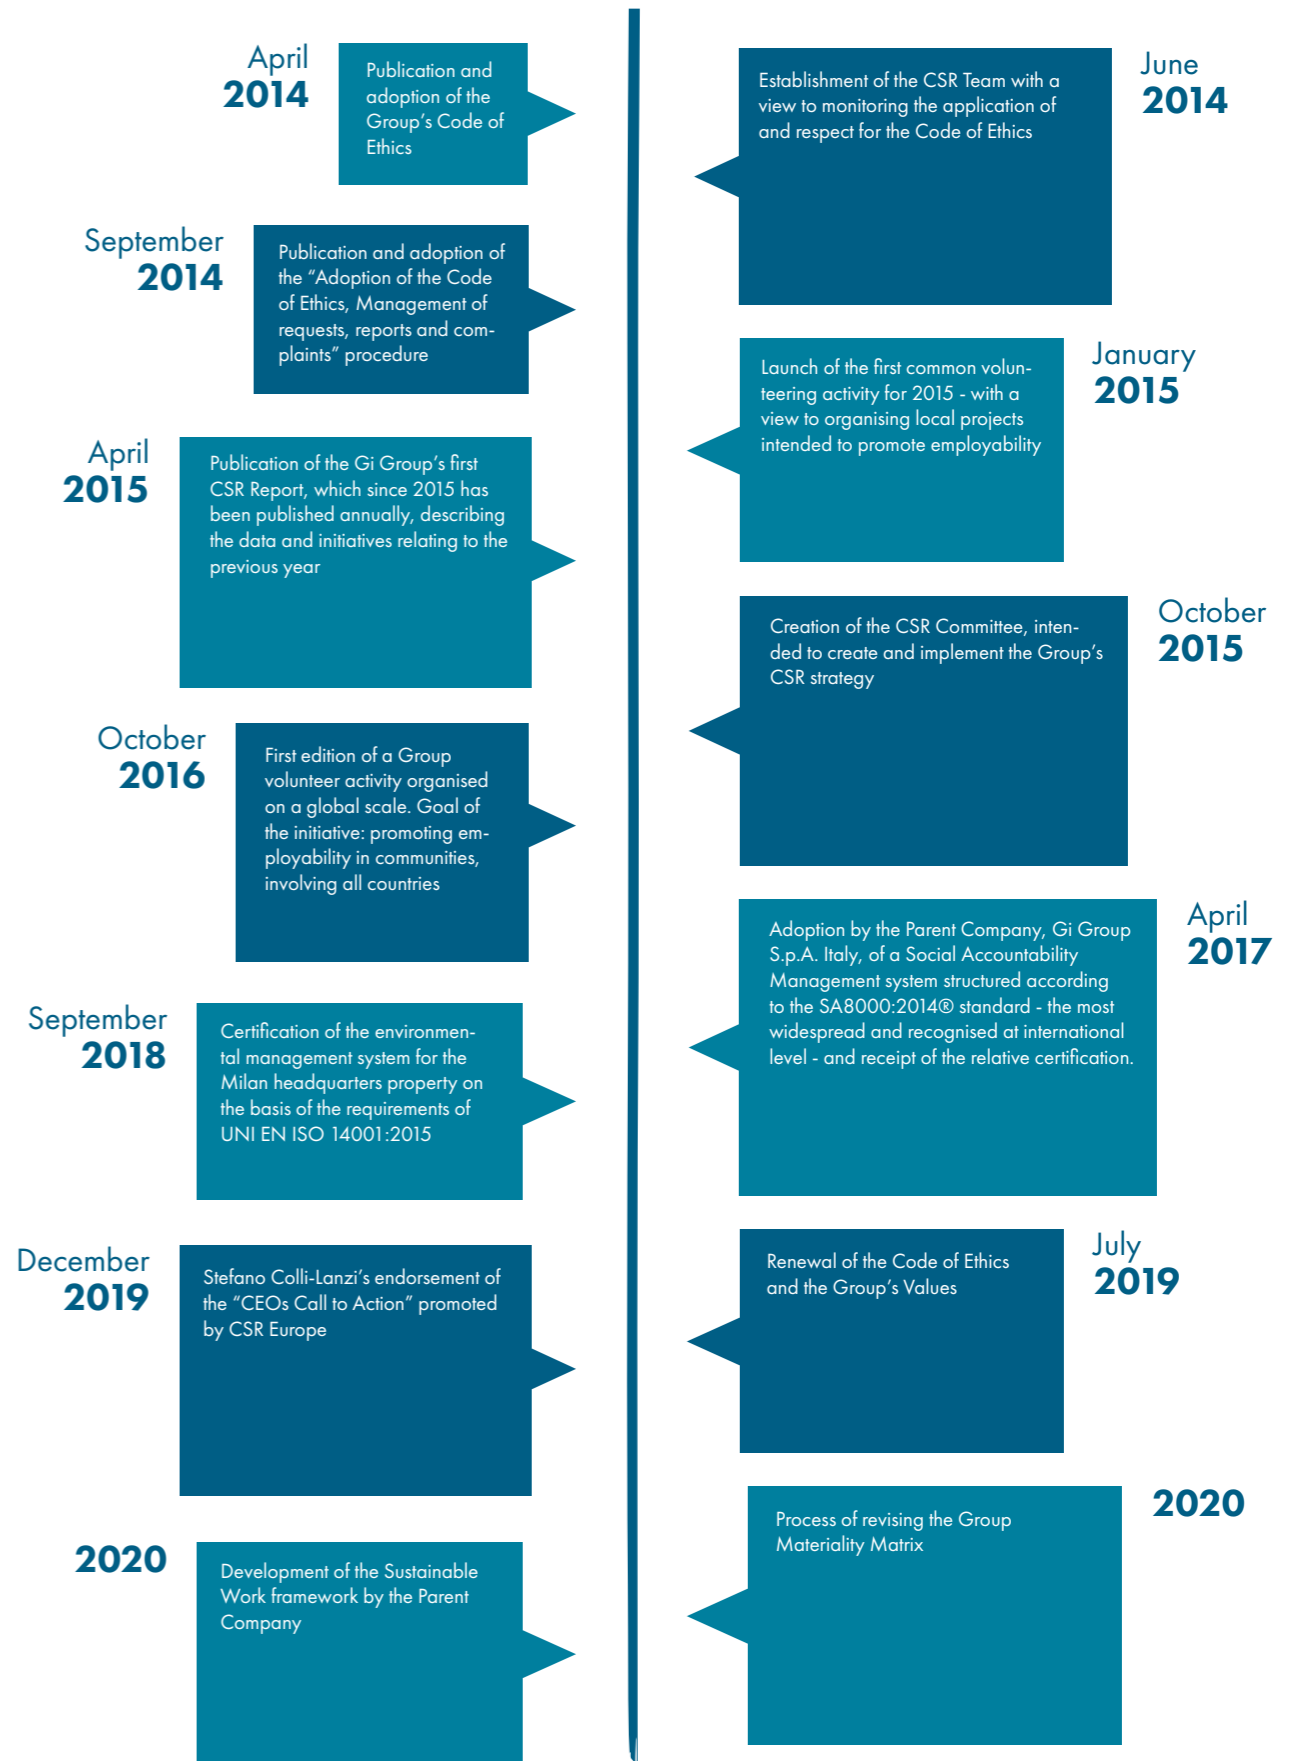 April
2014
Publication and
adoption of the
Group's Code of
Ethics
June
2014
Establishment of the CSR Team with a
view to monitoring the application of
and respect for the Code of Ethics
September
2014
Publication and adoption of
the “Adoption of the Code
of Ethics, Management of
requests, reports and com-
plaints” procedure
January
2015
Launch of the first common volun-
teering activity for 2015 - with a
view to organising local projects
intended to promote employability
April
2015
Publication of the Gi Group's first
CSR Report, which since 2015 has
been published annually, describing
the data and initiatives relating to the
previous year
October
2015
Creation of the CSR Committee, inten-
ded to create and implement the Group's
CSR strategy
October
2016
First edition of a Group
volunteer activity organised
on a global scale. Goal of
the initiative: promoting em-
ployability in communities,
involving all countries
April
2017
Adoption by the Parent Company, Gi Group
S.p.A. Italy, of a Social Accountability
Management system structured according
to the SA8000:2014® standard - the most
widespread and recognised at international
level - and receipt of the relative certification.
September
2018
Certification of the environmen-
tal management system for the
Milan headquarters property on
the basis of the requirements of
UNI EN ISO 14001:2015
July
2019
Renewal of the Code of Ethics
and the Group's Values
December
2019
Stefano Colli-Lanzi's endorsement of
the “CEOs Call to Action” promoted
by CSR Europe
2020
Process of revising the Group
Materiality Matrix
2020
Development of the Sustainable
Work framework by the Parent
Company